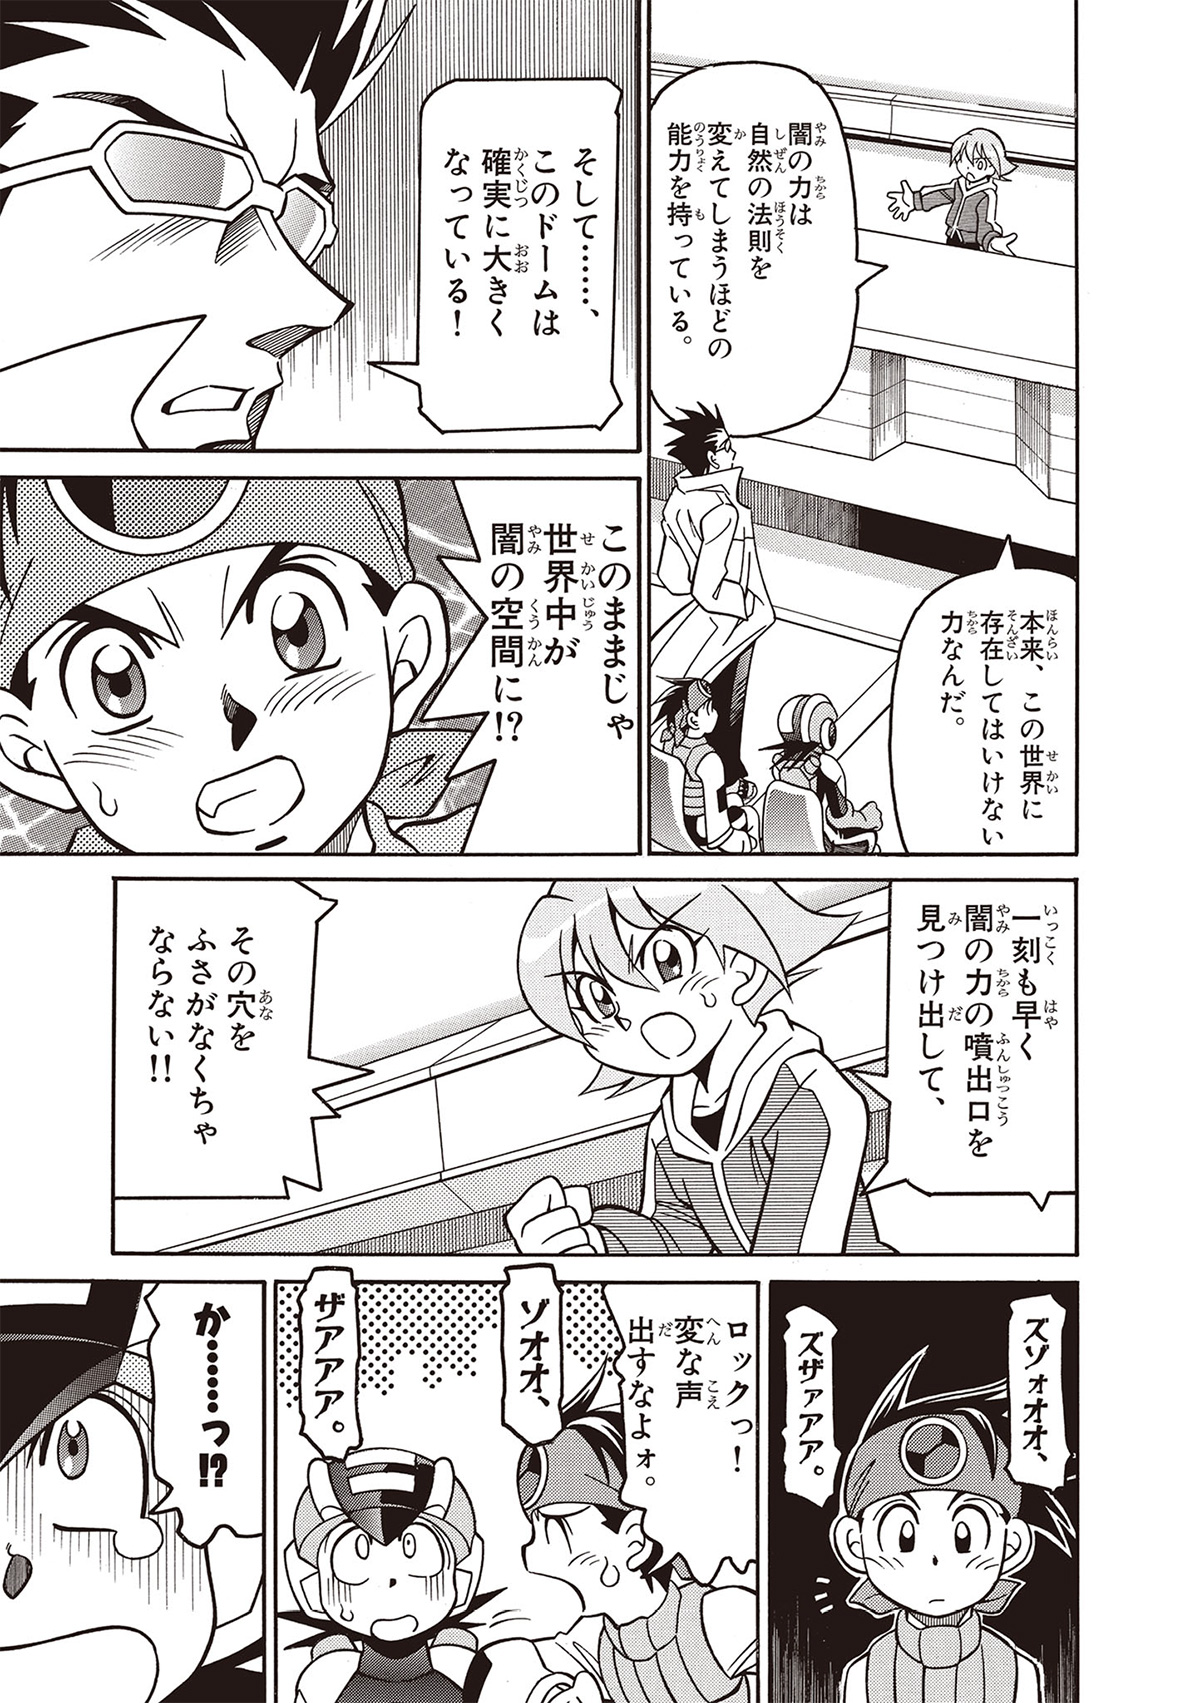 闇の力は
自然の法則を
変えてしまうほどの
能力を持っている。
本来、この世界に
存在してはいけない
力なんだ。
そして……、
このドームは
確実に大きく
なっている！
このままじゃ
世界中が
闇の空間に!?
一刻も早く
闇の力の噴出口を
見つけ出して、
その穴を
ふさがなくちゃ
ならない!!
ズゾォオオ、
ズザァアア。
ロックっ！
変な声
出すなよォ。
ゾオオ、
ザァアア。
か……っ!?